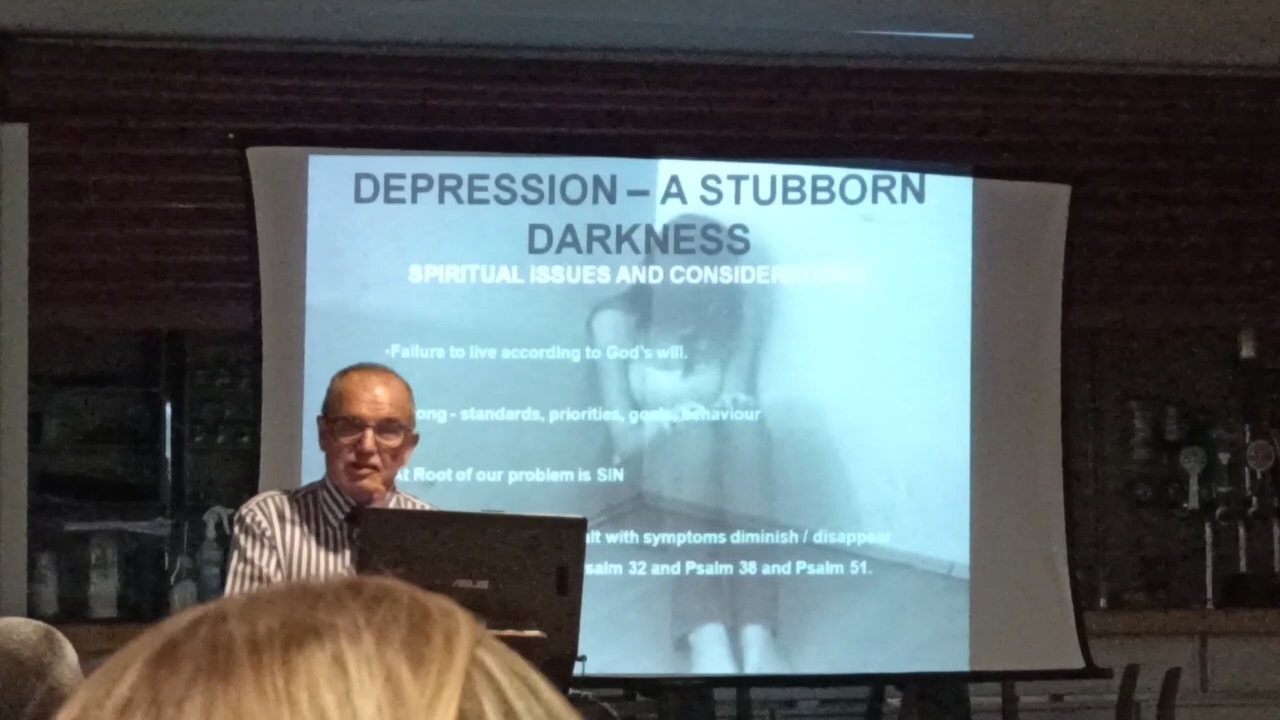 DEPRESSION – A STUBBORN
DARKNESS
SPIRITUAL ISSUES AND
•Failure to live according to God's will.
ong - standards, priorities, goals, behaviour
At Root of our problem is SIN
lt with symptoms diminish / disappear
salm 32 and Psalm 38 and Psalm 51.
ASUS